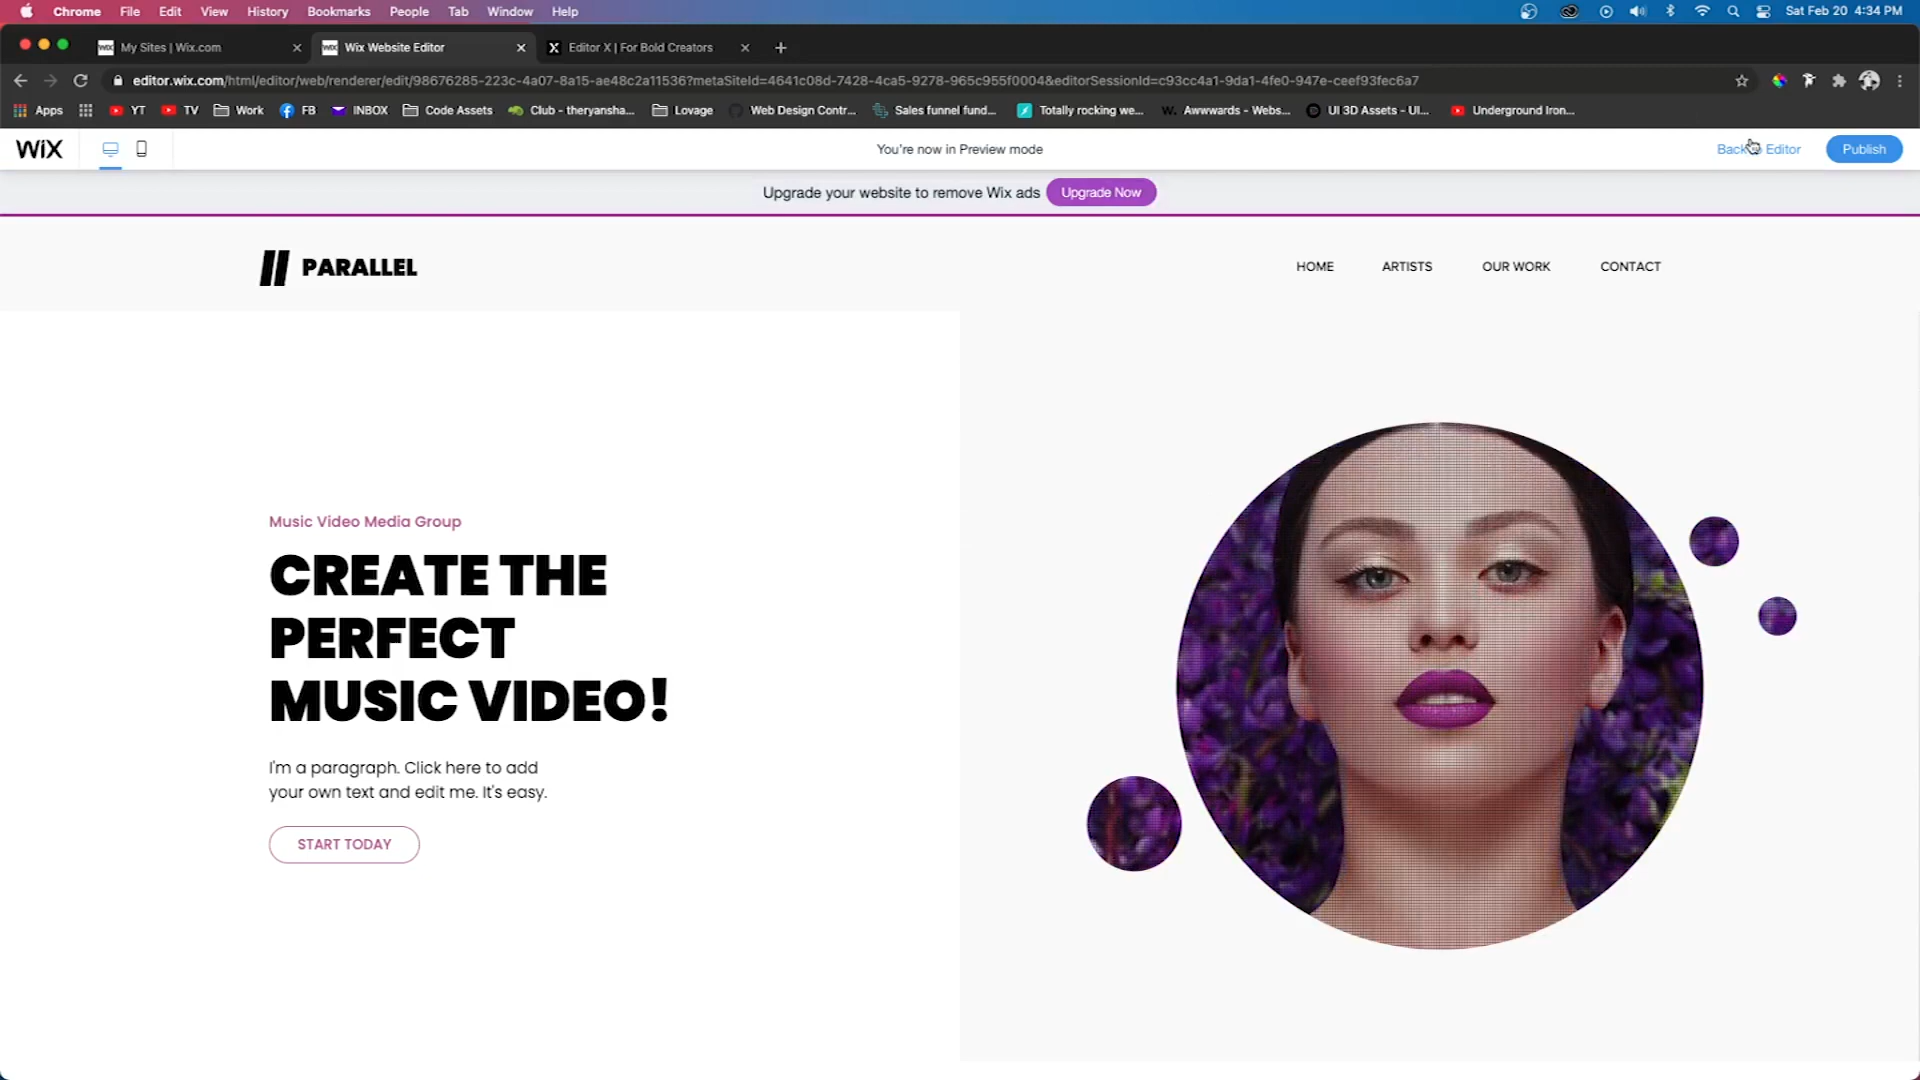 Chrome File Edit View History Bookmarks People Tab Window Help
Sat Feb 20 4:34 PM
My Sites | Wix.com
Wix Website Editor
Editor X | For Bold Creators
editor.wix.com/html/editor/web/renderer/edit/98676285-223c-4a07-8a15-ae48c2a11536?metaSiteId=4641c08d-7428-4ca5-9278-965c955f0004&editorSessionId=c93cc4a1-9da1-4fe0-947e-ceef93fec6a7
Apps YT TV Work FB INBOX Code Assets Club - theryansha... Lovage Web Design Contr... Sales funnel fund... Totally rocking we... Awwwards - Webs... UI 3D Assets - UI... Underground Iron...
WiX
You're now in Preview mode
Back Editor
Publish
Upgrade your website to remove Wix ads
Upgrade Now
PARALLEL
HOME ARTISTS OUR WORK CONTACT
Music Video Media Group
CREATE THE
PERFECT
MUSIC VIDEO!
I'm a paragraph. Click here to add
your own text and edit me. It's easy.
START TODAY